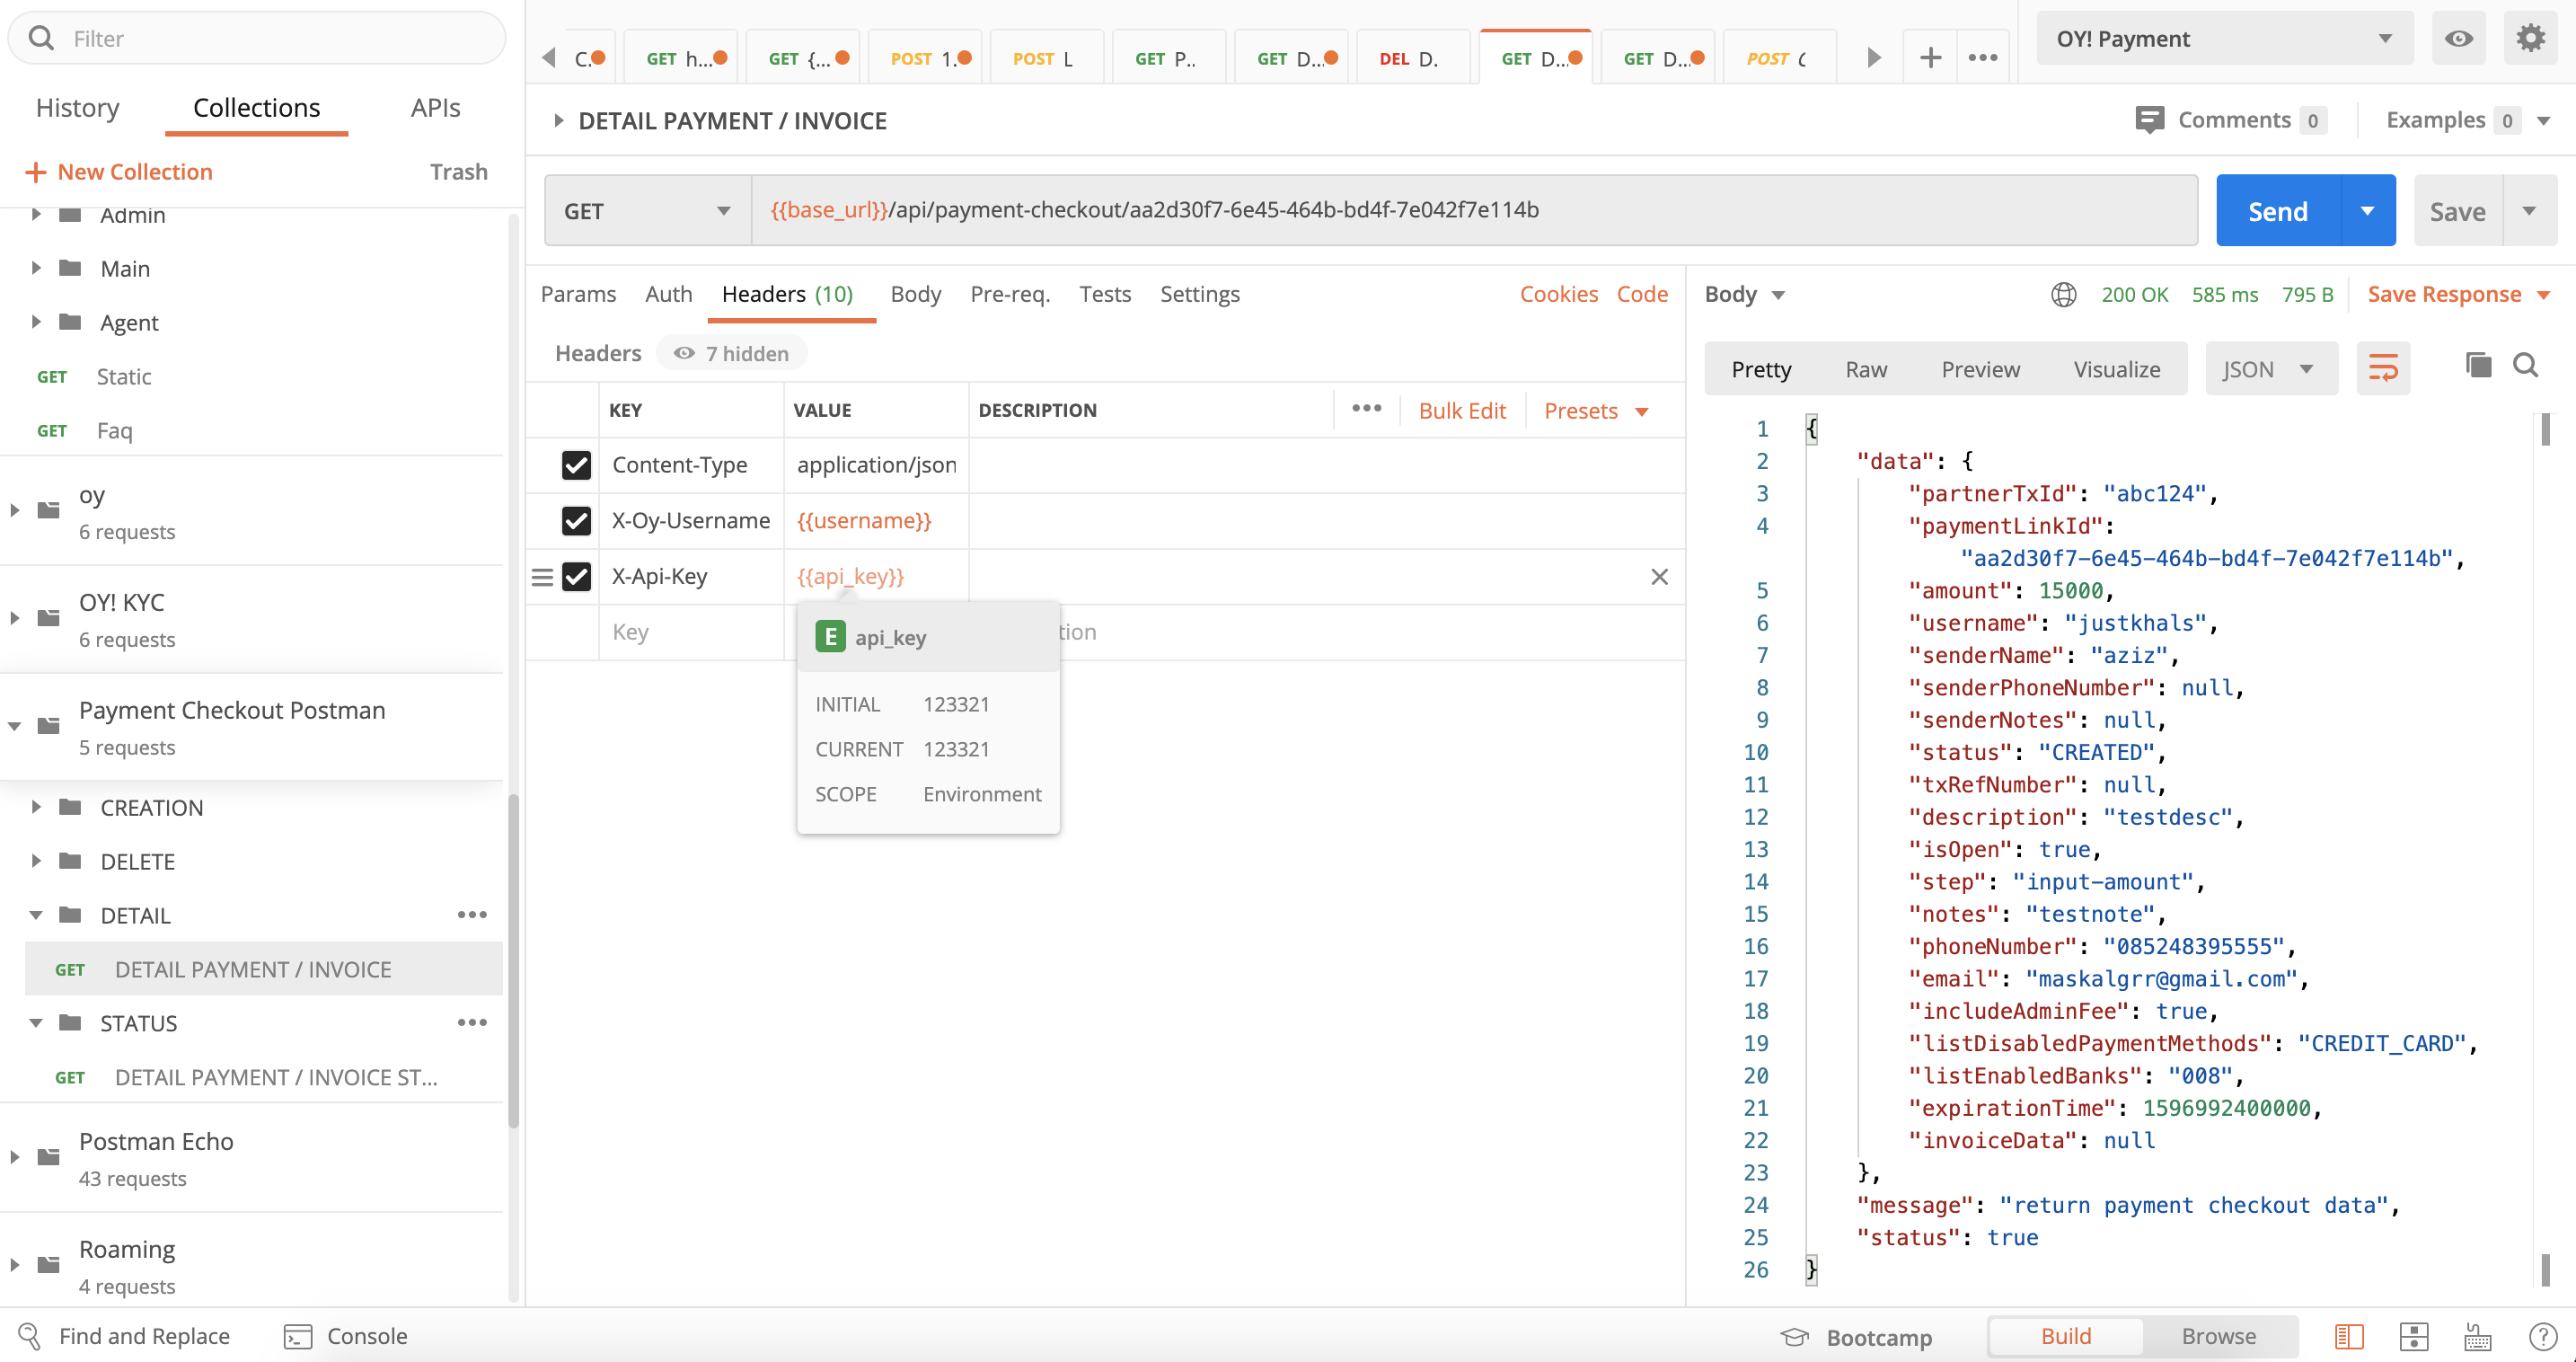 Filter
History Collections APIs
+ New Collection Trash
Admin
Main
Agent
GET Static
GET Faq
oy
6 requests
OY! KYC
6 requests
Payment Checkout Postman
5 requests
CREATION
DELETE
DETAIL
GET DETAIL PAYMENT / INVOICE
STATUS
GET DETAIL PAYMENT / INVOICE ST...
Postman Echo
43 requests
Roaming
4 requests
GET h... GET {... POST 1. POST L GET P.. GET D... DEL D. GET D... GET D... POST
OY! Payment
DETAIL PAYMENT / INVOICE
Comments 0 Examples 0
GET {{base_url}}/api/payment-checkout/aa2d30f7-6e45-464b-bd4f-7e042f7e114b
Send Save
Params Auth Headers (10) Body Pre-req. Tests Settings Cookies Code
Headers 7 hidden
KEY VALUE DESCRIPTION ... Bulk Edit Presets
Content-Type application/json
X-Oy-Username {{username}}
X-Api-Key {{api_key}}
Key tion
E api_key
INITIAL 123321
CURRENT 123321
SCOPE Environment
Body 200 OK 585 ms 795 B Save Response
Pretty Raw Preview Visualize JSON
1 {
2 "data": {
3 "partnerTxId": "abc124",
4 "paymentLinkId":
"aa2d30f7-6e45-464b-bd4f-7e042f7e114b",
5 "amount": 15000,
6 "username": "justkhals",
7 "senderName": "aziz",
8 "senderPhoneNumber": null,
9 "senderNotes": null,
10 "status": "CREATED",
11 "txRefNumber": null,
12 "description": "testdesc",
13 "isOpen": true,
14 "step": "input-amount",
15 "notes": "testnote",
16 "phoneNumber": "085248395555",
17 "email": "maskalgrr@gmail.com",
18 "includeAdminFee": true,
19 "listDisabledPaymentMethods": "CREDIT_CARD",
20 "listEnabledBanks": "008",
21 "expirationTime": 1596992400000,
22 "invoiceData": null
23 },
24 "message": "return payment checkout data",
25 "status": true
26 }
Find and Replace Console Bootcamp Build Browse